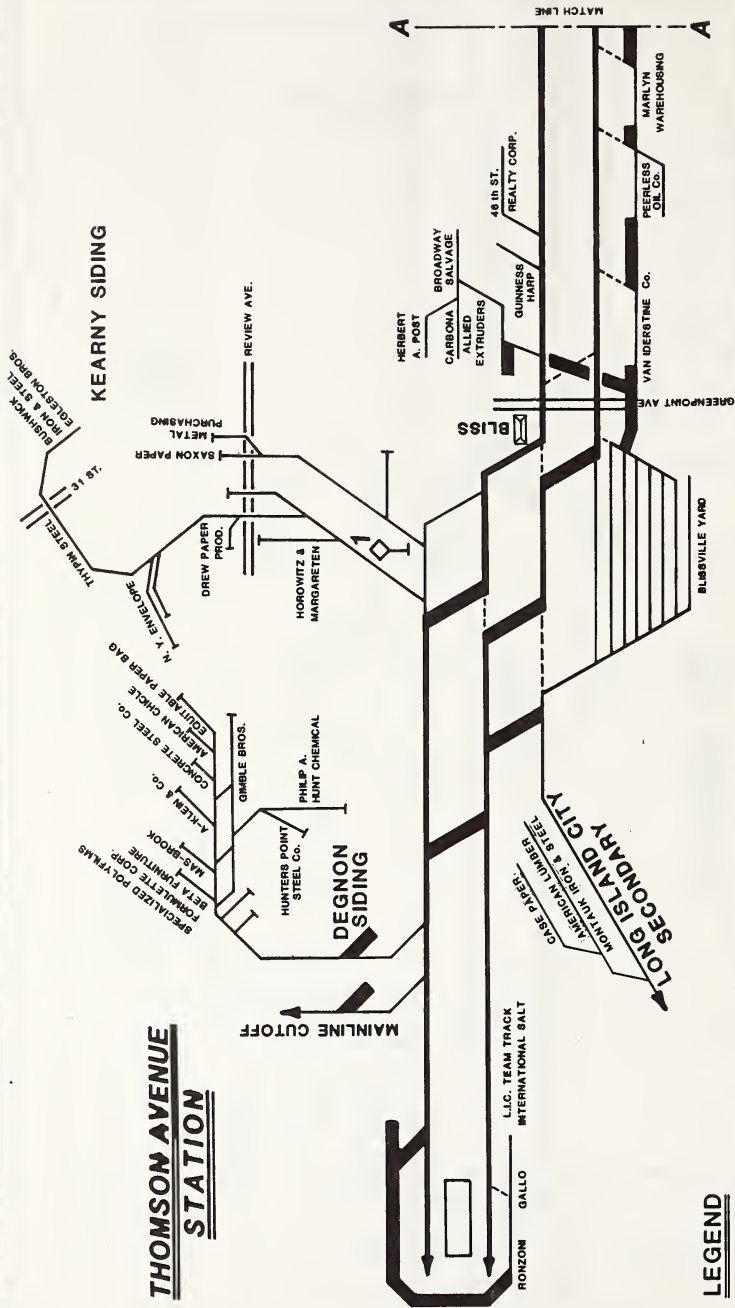 THOMSON AVENUE
STATION
KEARNY SIDING
BUSHWICK
IRON & STEEL
EGLESTON BROS.
31 ST.
THYPIN STEEL
N. Y. ENVELOPE
DREW PAPER
PROD.
HOROWITZ &
MARGARETEN
SAXON PAPER
METAL
PURCHASING
REVIEW AVE.
1
EQUITABLE PAPER BAG
AMERICAN CHICLE
CONCRETE STEEL Co.
A-KLEIN & Co.
MAS-BROOK
BETA FURNITURE
FORMULETTE CORP.
SPECIALIZED POLYFILMS
GIMBLE BROS.
PHILIP A.
HUNT CHEMICAL
HUNTERS POINT
STEEL Co.
DEGNON
SIDING
MAINLINE CUTOFF
HERBERT
A. POST
BROADWAY
SALVAGE
CARBONA
ALLIED
EXTRUDERS
GUINNESS
HARP
46 th ST.
REALTY CORP.
BLISS
A
MATCH LINE
A
GREENPOINT AVE.
VAN IDERSTINE Co.
PEERLESS
OIL Co.
MARLYN
WAREHOUSING
BLISSVILLE YARD
LONG ISLAND CITY
SECONDARY
CASE PAPER.
AMERICAN LUMBER
MONTAUK IRON & STEEL
L.I.C. TEAM TRACK
INTERNATIONAL SALT
RONZONI
GALLO
LEGEND